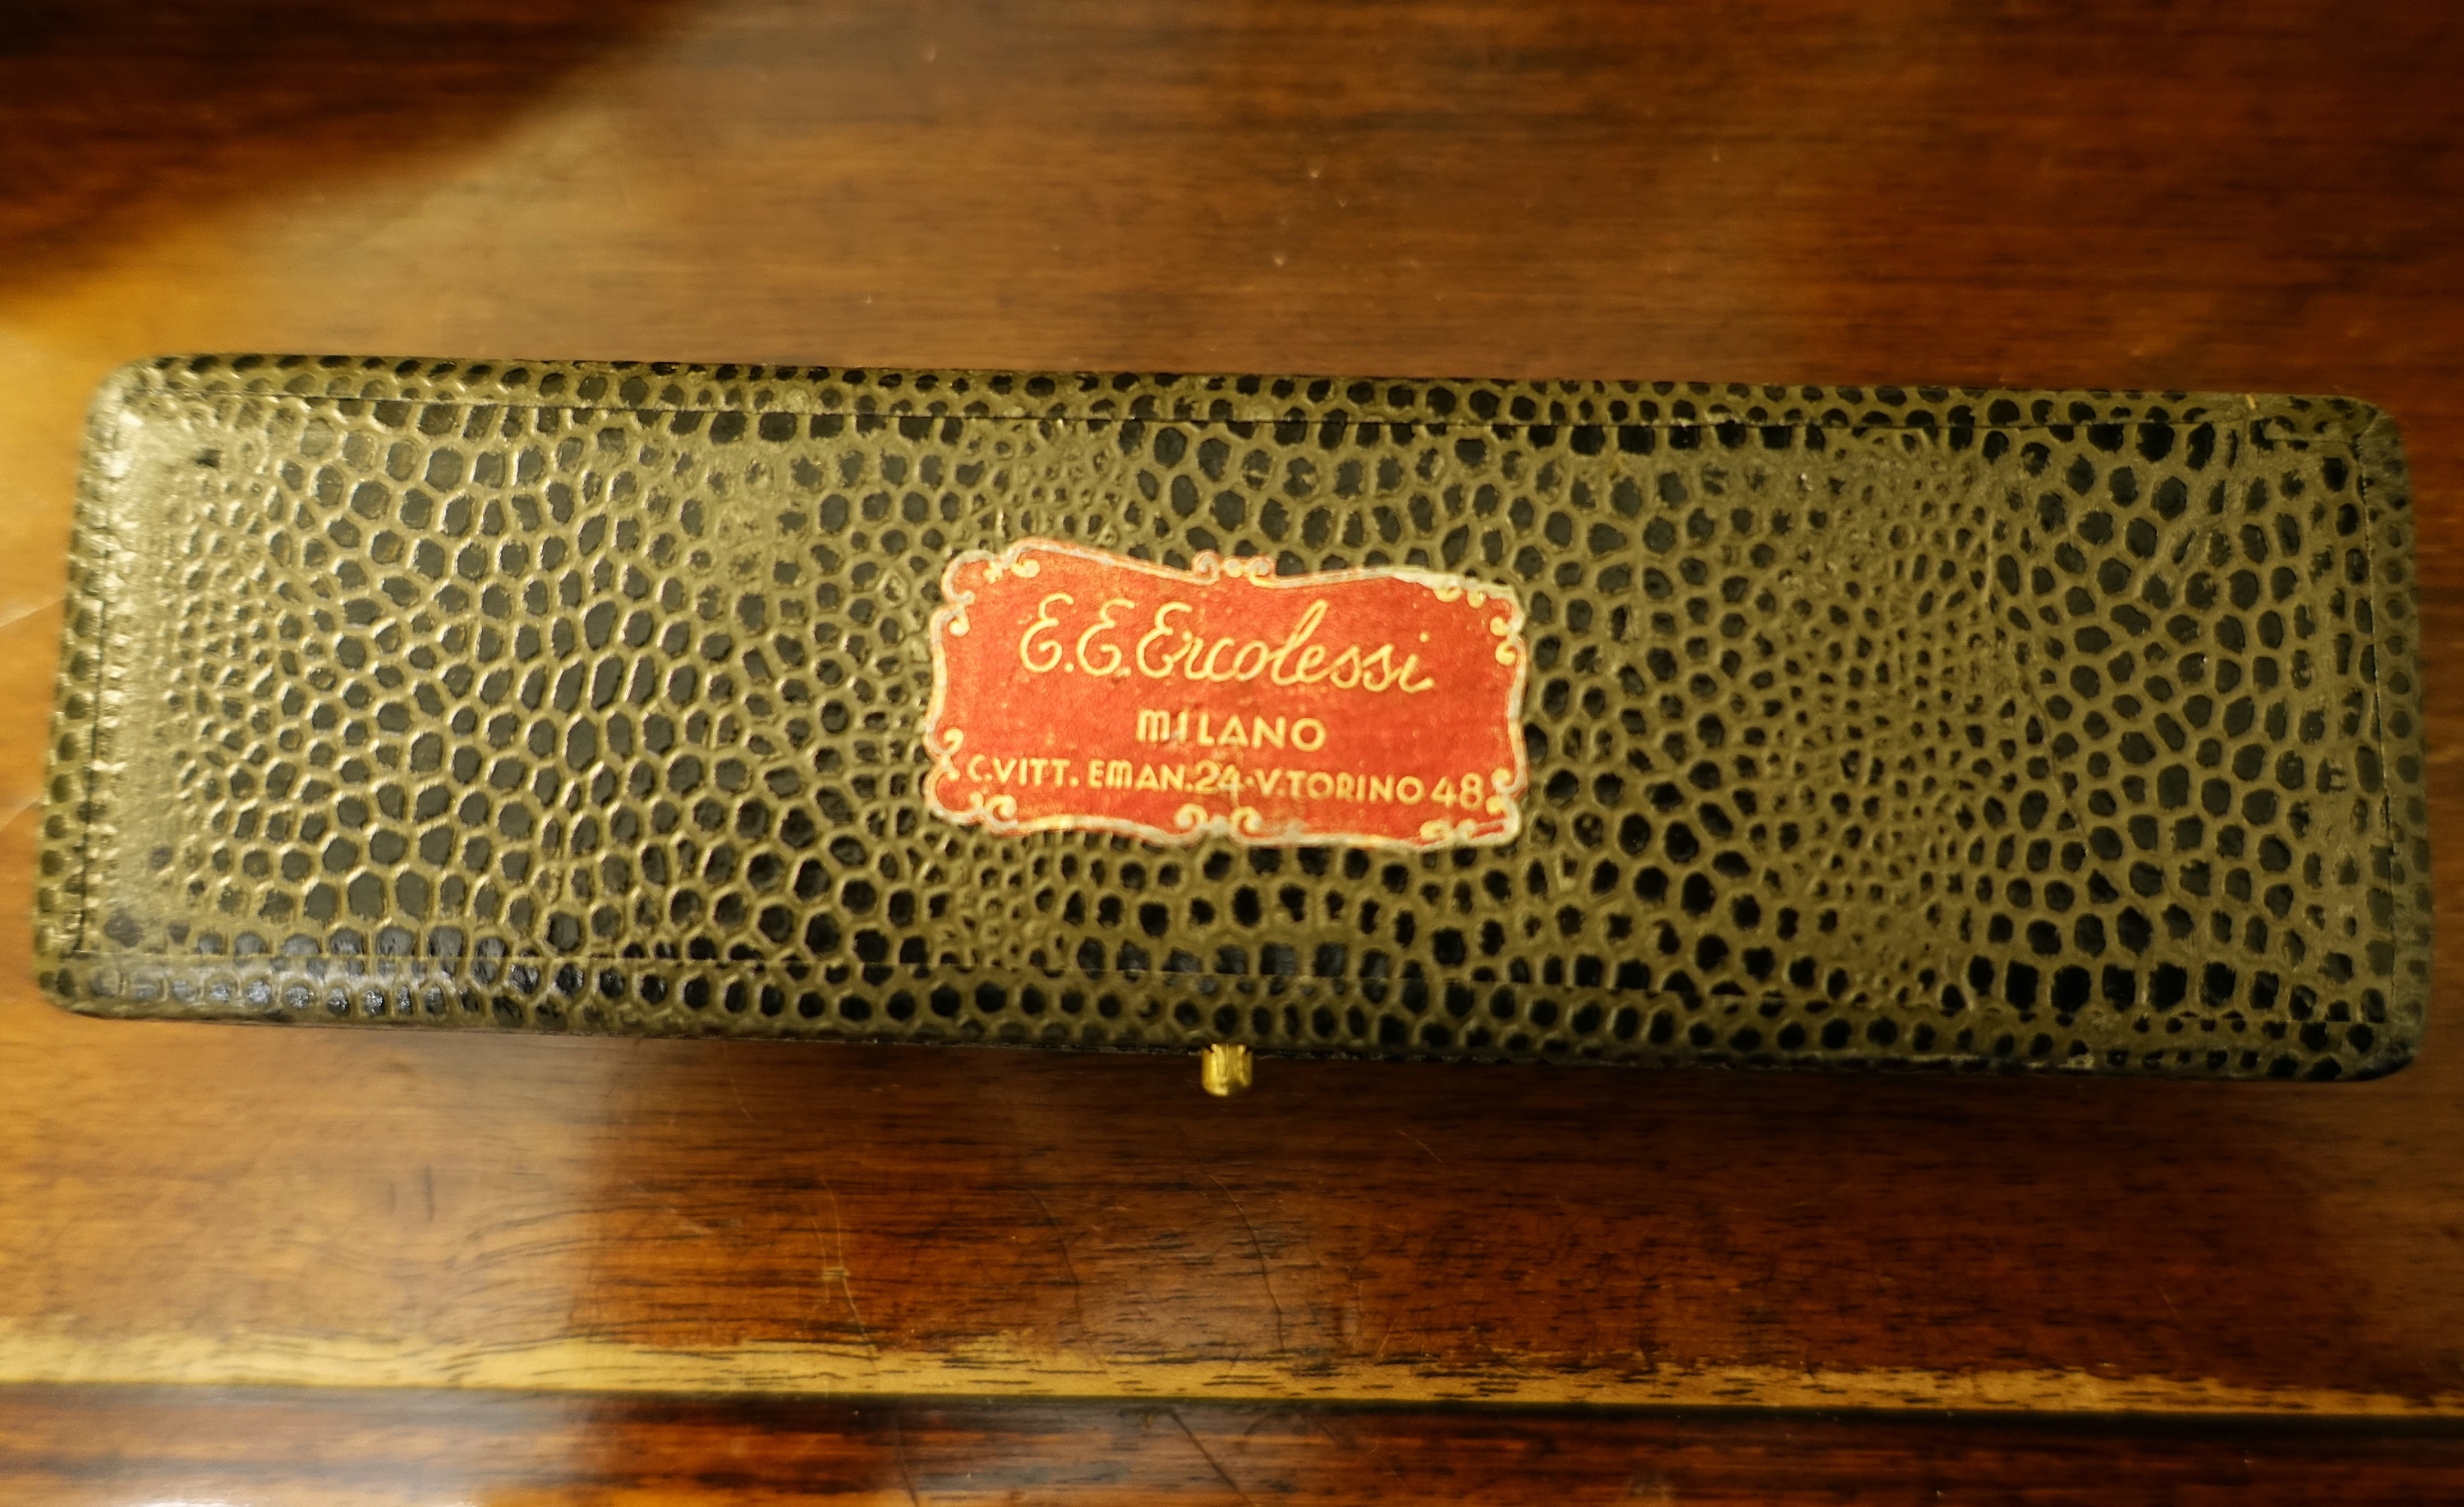 E.E.Ercolessi
MILANO
C.VITT. EMAN.24-V.TORINO 48